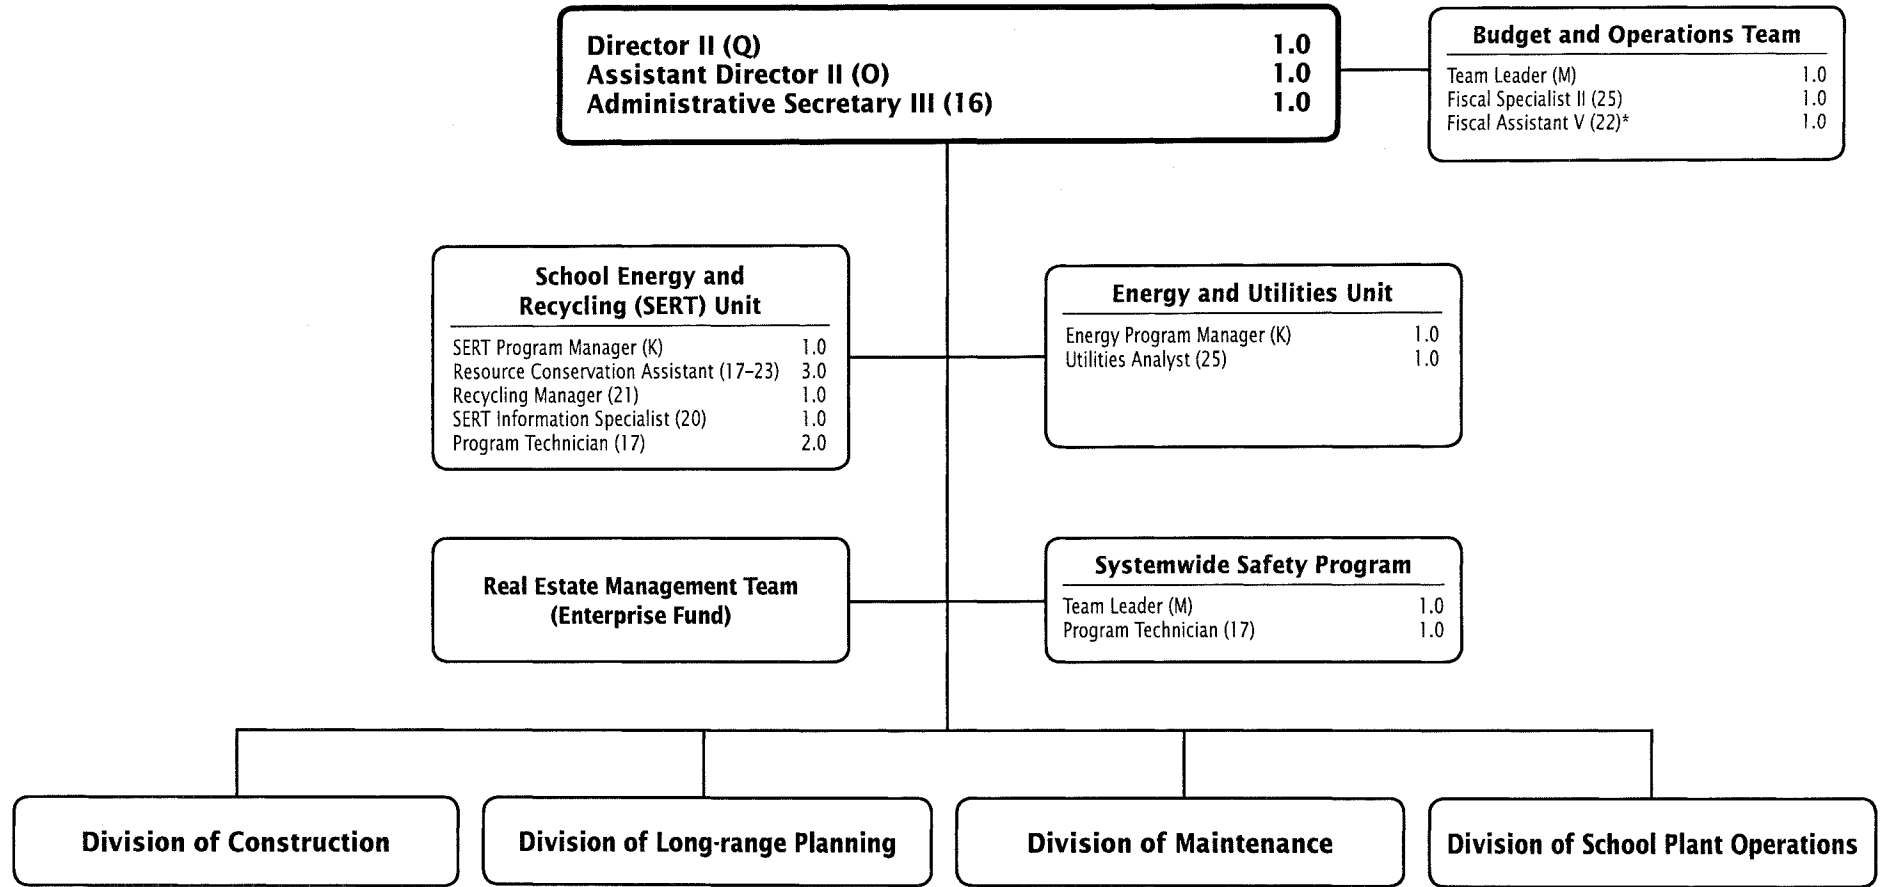 Director II (Q) 1.0
Assistant Director II (O) 1.0
Administrative Secretary III (16) 1.0
Budget and Operations Team
Team Leader (M) 1.0
Fiscal Specialist II (25) 1.0
Fiscal Assistant V (22)* 1.0
School Energy and
Recycling (SERT) Unit
SERT Program Manager (K) 1.0
Resource Conservation Assistant (17–23) 3.0
Recycling Manager (21) 1.0
SERT Information Specialist (20) 1.0
Program Technician (17) 2.0
Energy and Utilities Unit
Energy Program Manager (K) 1.0
Utilities Analyst (25) 1.0
Real Estate Management Team
(Enterprise Fund)
Systemwide Safety Program
Team Leader (M) 1.0
Program Technician (17) 1.0
Division of Construction
Division of Long-range Planning
Division of Maintenance
Division of School Plant Operations